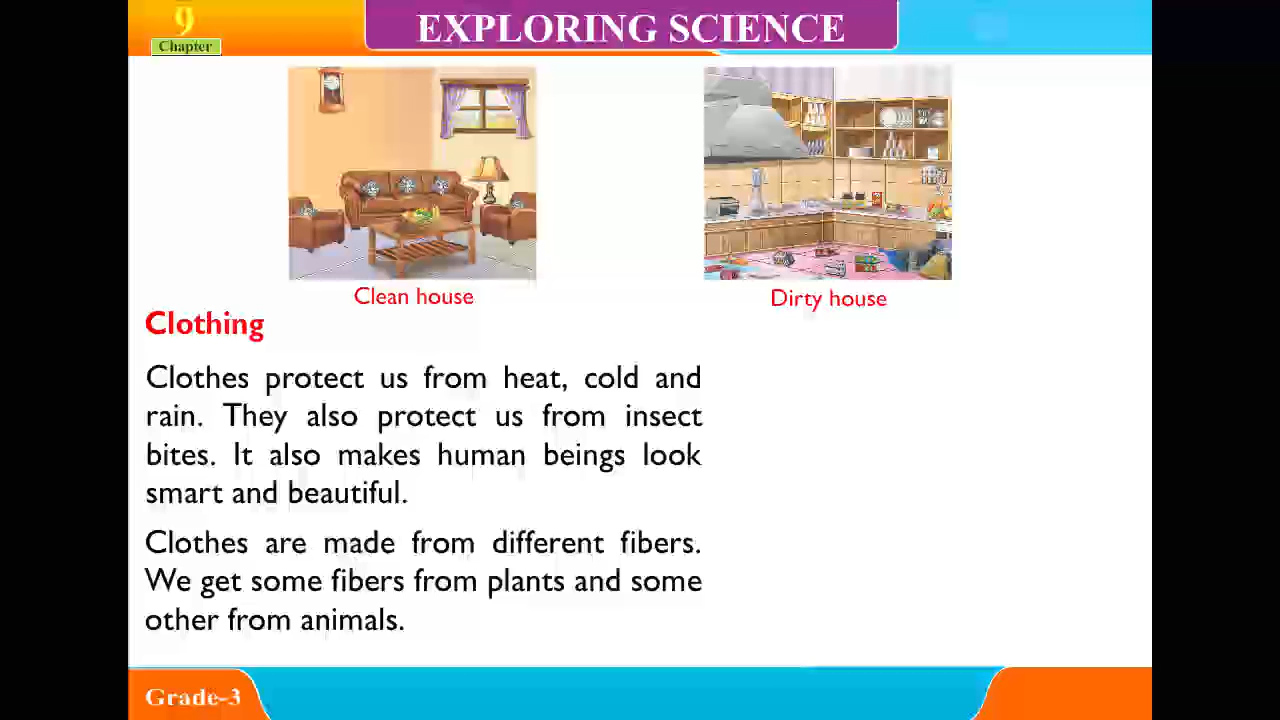 9
Chapter
EXPLORING SCIENCE
Clean house
Dirty house
Clothing
Clothes protect us from heat, cold and
rain. They also protect us from insect
bites. It also makes human beings look
smart and beautiful.
Clothes are made from different fibers.
We get some fibers from plants and some
other from animals.
Grade-3